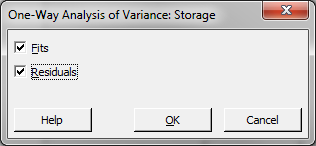 One-Way Analysis of Variance: Storage
Fits
Residuals
Help OK Cancel